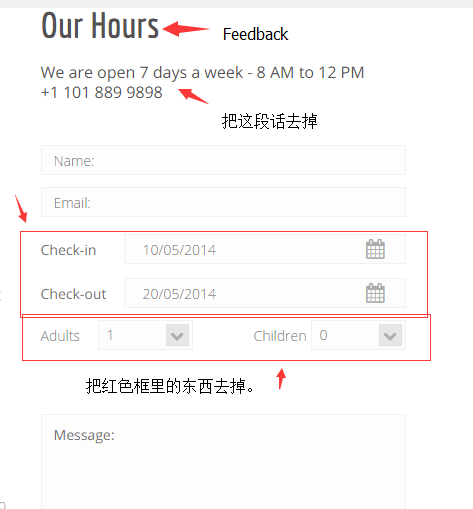 Our Hours
Feedback
We are open 7 days a week - 8 AM to 12 PM
+1 101 889 9898
把这段话去掉
Name:
Email:
Check-in 10/05/2014
Check-out 20/05/2014
Adults 1 Children 0
把红色框里的东西去掉。
Message: